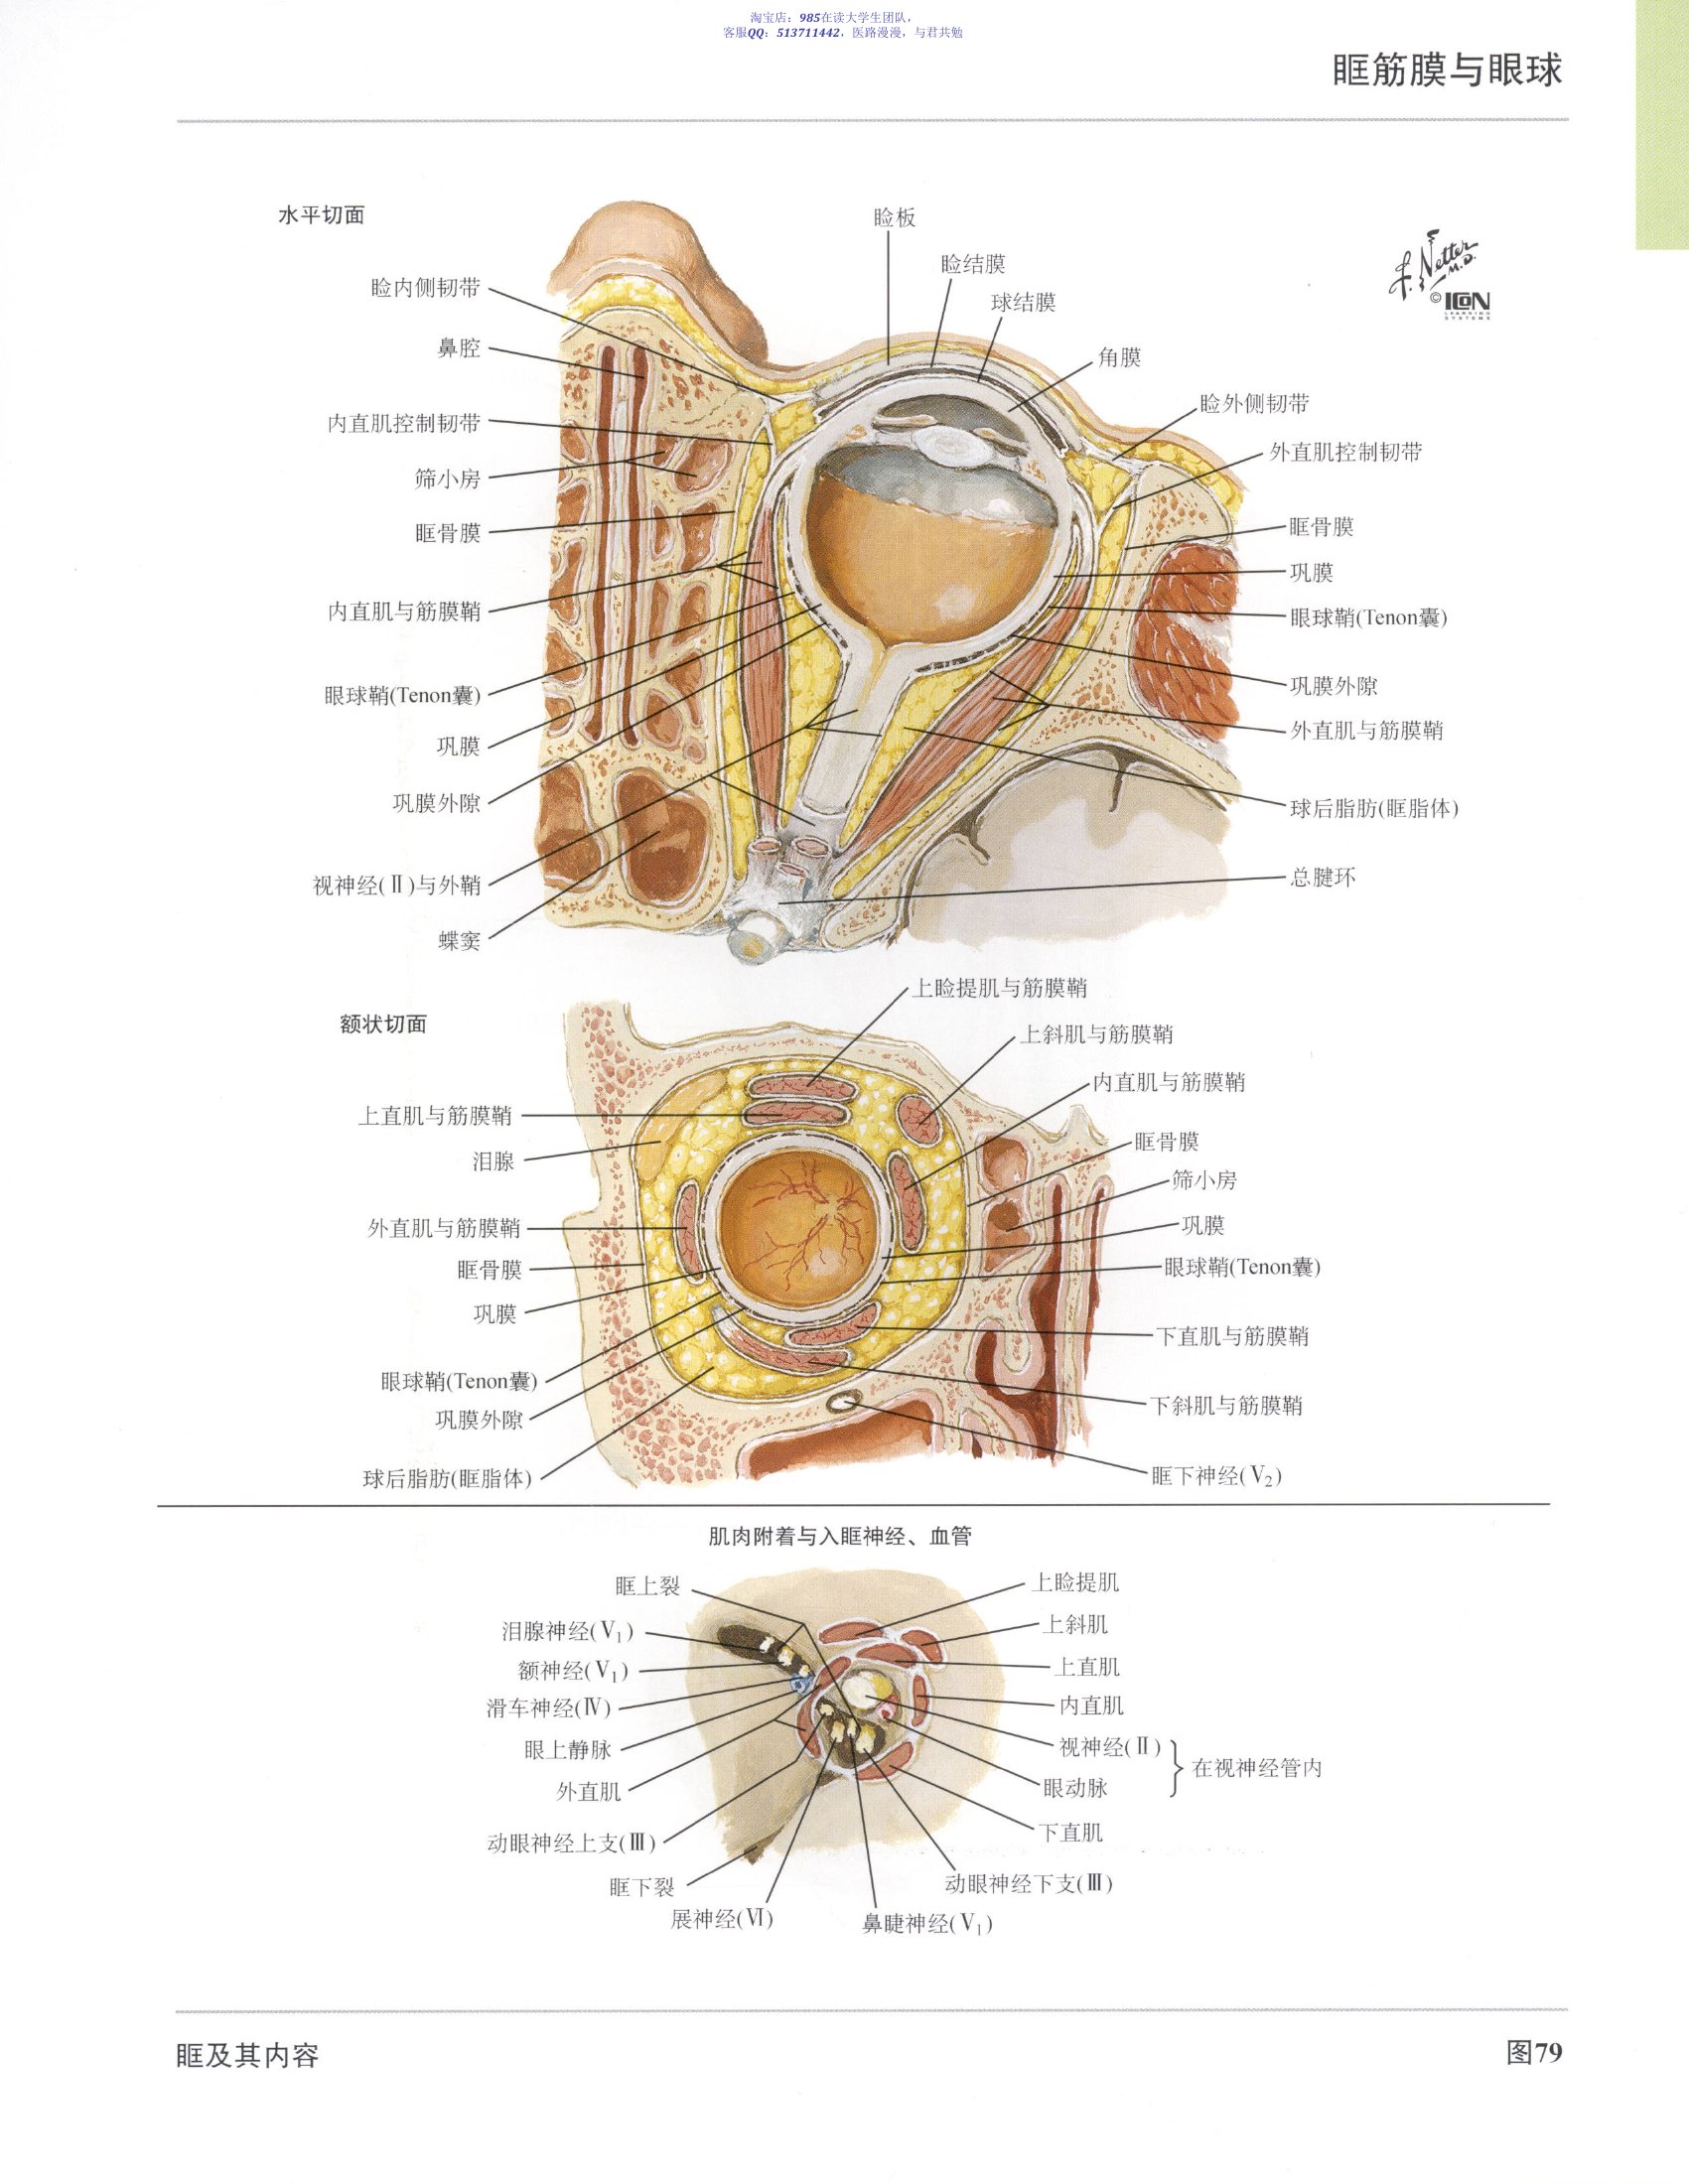 淘宝店：985在读大学生团队，
客服QQ：513711442，医路漫漫，与君共勉
眶筋膜与眼球
水平切面
睑板
睑结膜
球结膜
角膜
睑外侧韧带
外直肌控制韧带
眶骨膜
巩膜
眼球鞘(Tenon囊)
巩膜外隙
外直肌与筋膜鞘
球后脂肪(眶脂体)
总腱环
睑内侧韧带
鼻腔
内直肌控制韧带
筛小房
眶骨膜
内直肌与筋膜鞘
眼球鞘(Tenon囊)
巩膜
巩膜外隙
视神经(Ⅱ)与外鞘
蝶窦
F. Netter
M.D.
© ICON
LEARNING
SYSTEMS
额状切面
上睑提肌与筋膜鞘
上斜肌与筋膜鞘
内直肌与筋膜鞘
眶骨膜
筛小房
巩膜
眼球鞘(Tenon囊)
下直肌与筋膜鞘
下斜肌与筋膜鞘
眶下神经(V₂)
上直肌与筋膜鞘
泪腺
外直肌与筋膜鞘
眶骨膜
巩膜
眼球鞘(Tenon囊)
巩膜外隙
球后脂肪(眶脂体)
肌肉附着与入眶神经、血管
眶上裂
泪腺神经(V₁)
额神经(V₁)
滑车神经(Ⅳ)
眼上静脉
外直肌
动眼神经上支(Ⅲ)
眶下裂
展神经(Ⅵ)
鼻睫神经(V₁)
动眼神经下支(Ⅲ)
上睑提肌
上斜肌
上直肌
内直肌
视神经(Ⅱ)
眼动脉
在视神经管内
下直肌
眶及其内容
图79